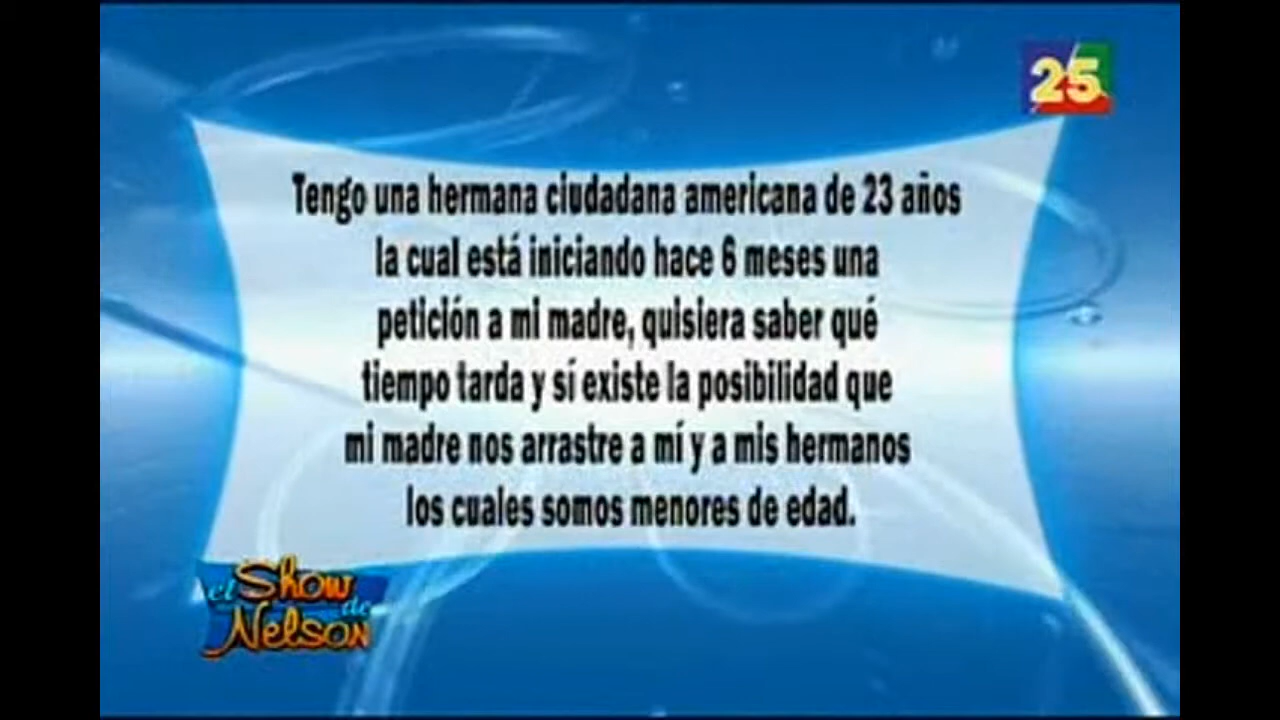 25
Tengo una hermana ciudadana americana de 23 años
la cual está iniciando hace 6 meses una
petición a mi madre, quisiera saber qué
tiempo tarda y sí existe la posibilidad que
mi madre nos arrastre a mí y a mis hermanos
los cuales somos menores de edad.
el Show
de
Nelson